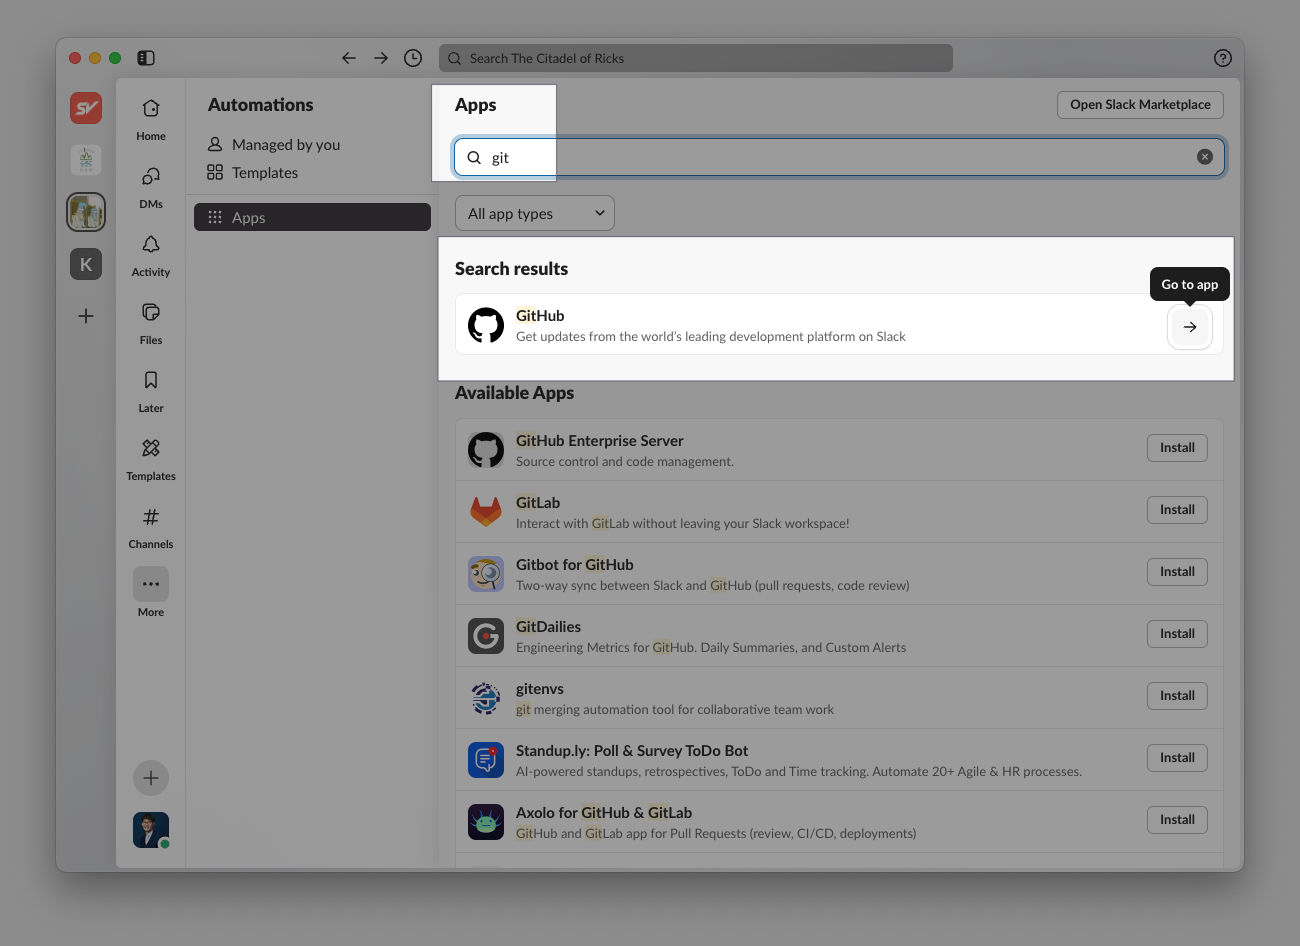 Search The Citadel of Ricks
SV
K
Home
DMs
Activity
Files
Later
Templates
Channels
More
Automations
Managed by you
Templates
Apps
Apps
Open Slack Marketplace
git
All app types
Search results
Go to app
GitHub
Get updates from the world's leading development platform on Slack
Available Apps
GitHub Enterprise Server
Source control and code management.
Install
GitLab
Interact with GitLab without leaving your Slack workspace!
Install
Gitbot for GitHub
Two-way sync between Slack and GitHub (pull requests, code review)
Install
GitDailies
Engineering Metrics for GitHub. Daily Summaries, and Custom Alerts
Install
gitenvs
git merging automation tool for collaborative team work
Install
Standup.ly: Poll & Survey ToDo Bot
AI-powered standups, retrospectives, ToDo and Time tracking. Automate 20+ Agile & HR processes.
Install
Axolo for GitHub & GitLab
GitHub and GitLab app for Pull Requests (review, CI/CD, deployments)
Install